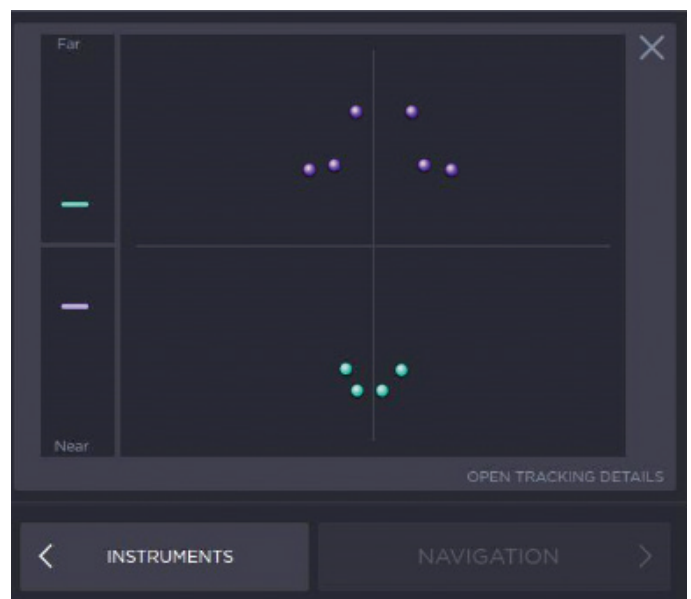 Far
Near
OPEN TRACKING DETAILS
INSTRUMENTS
NAVIGATION